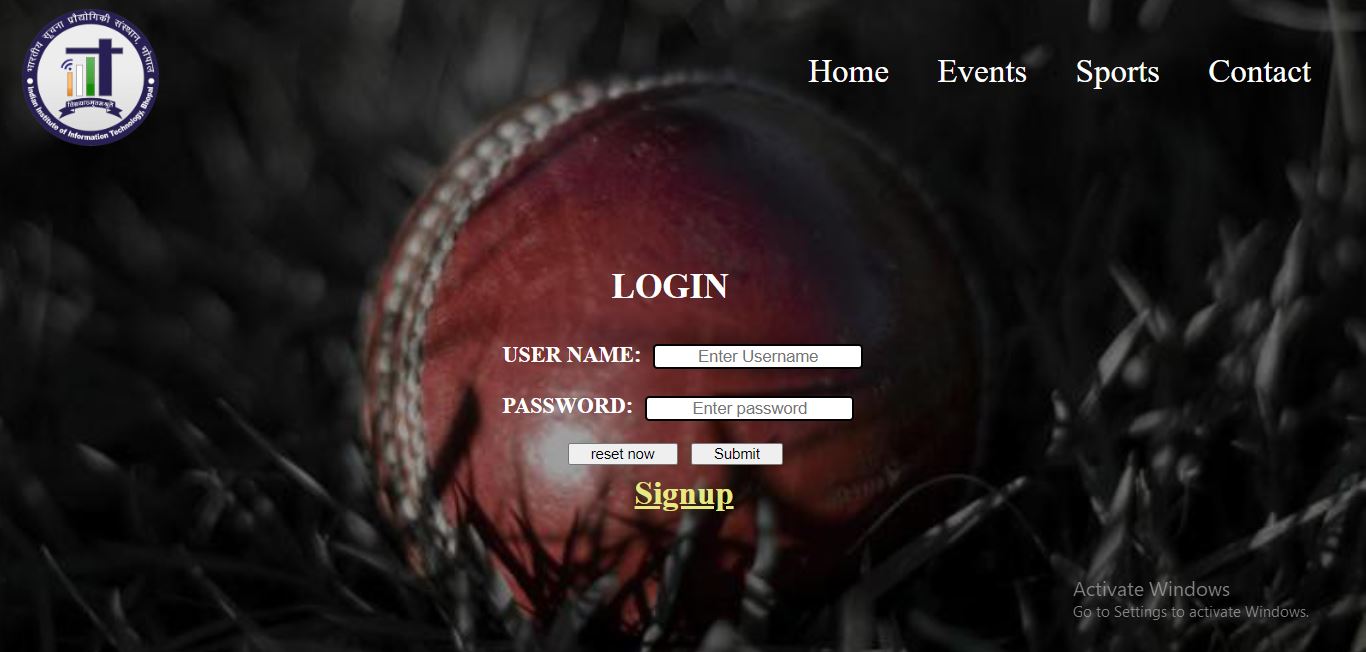 भारतीय सूचना प्रौद्योगिकी संस्थान, भोपाल
Indian Institute of Information Technology, Bhopal
Home Events Sports Contact
LOGIN
USER NAME: Enter Username
PASSWORD: Enter password
reset now Submit
Signup
Activate Windows
Go to Settings to activate Windows.